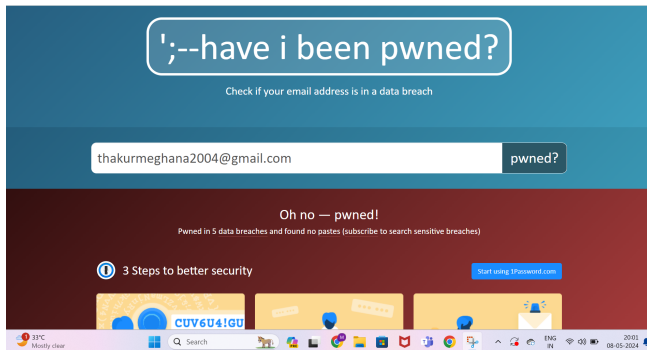 ';--have i been pwned?
Check if your email address is in a data breach
thakurmeghana2004@gmail.com pwned?
Oh no — pwned!
Pwned in 5 data breaches and found no pastes (subscribe to search sensitive breaches)
3 Steps to better security Start using 1Password.com
CUV6U4!GU
33°C
Mostly clear
Search
ENG
IN
20:01
08-05-2024